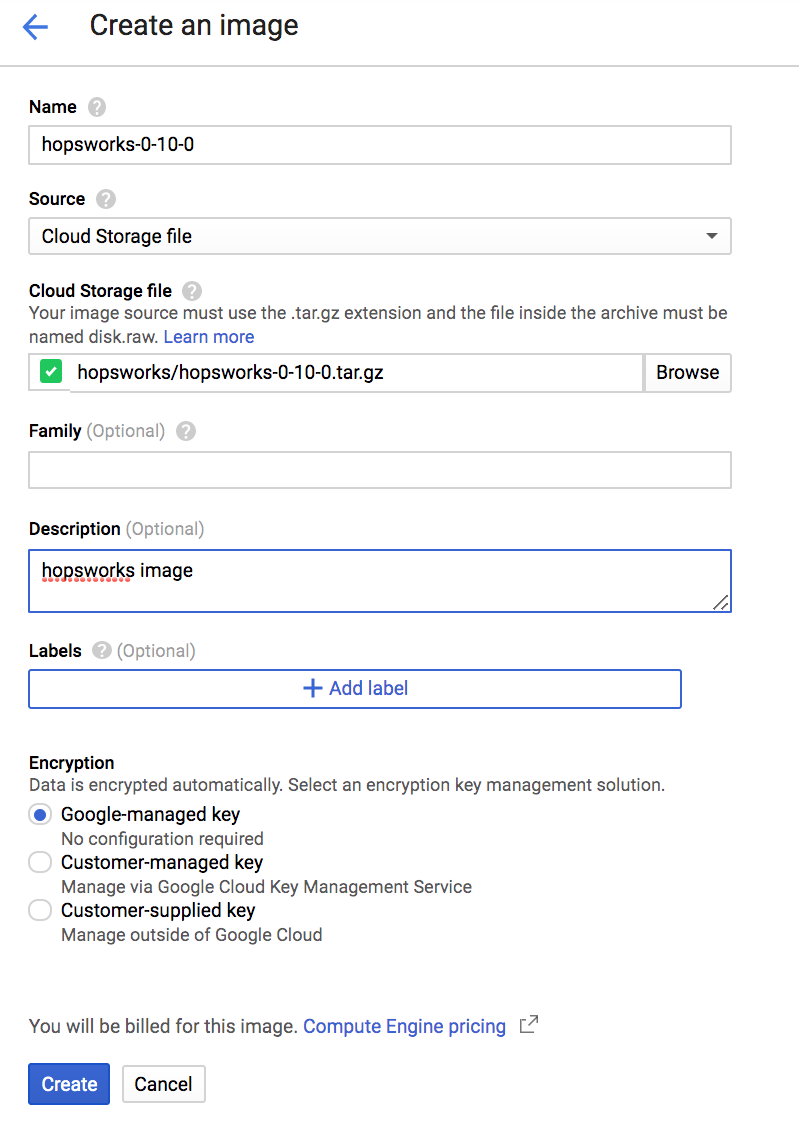 Create an image
Name ?
hopsworks-0-10-0
Source ?
Cloud Storage file
Cloud Storage file ?
Your image source must use the .tar.gz extension and the file inside the archive must be
named disk.raw. Learn more
hopsworks/hopsworks-0-10-0.tar.gz Browse
Family (Optional) ?
Description (Optional)
hopsworks image
Labels ? (Optional)
+ Add label
Encryption
Data is encrypted automatically. Select an encryption key management solution.
Google-managed key
No configuration required
Customer-managed key
Manage via Google Cloud Key Management Service
Customer-supplied key
Manage outside of Google Cloud
You will be billed for this image. Compute Engine pricing
Create Cancel